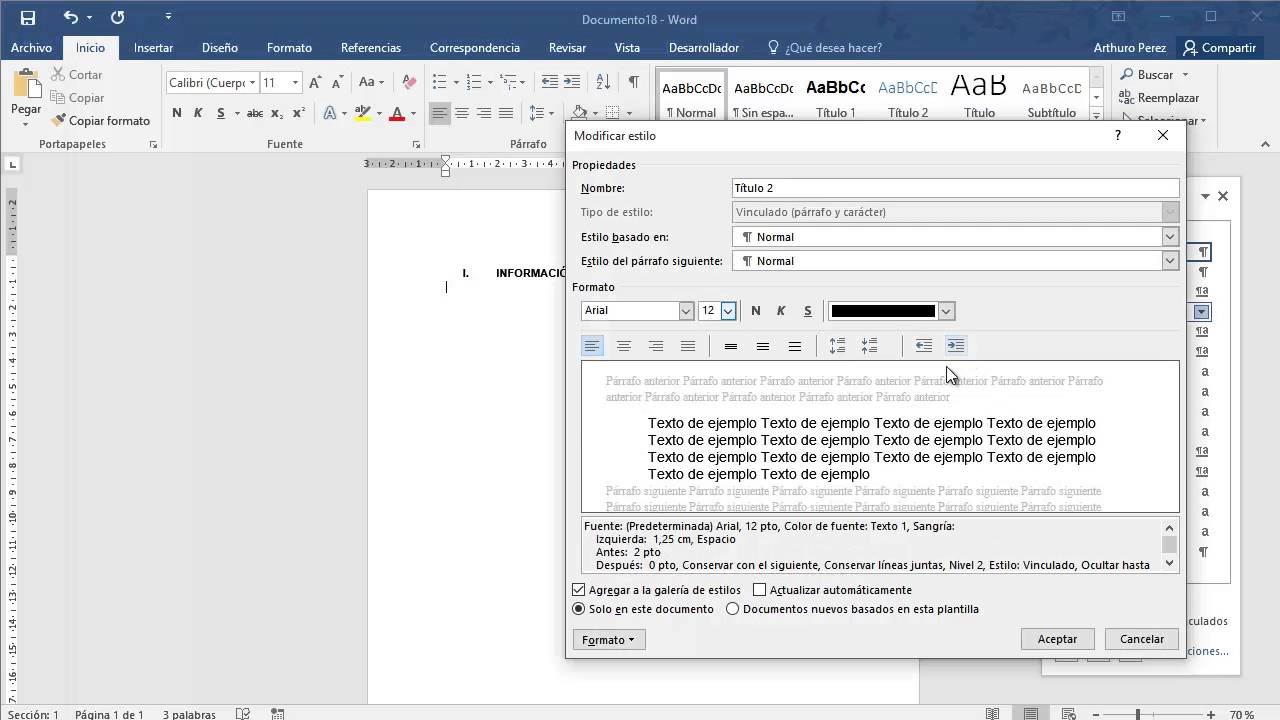 Documento18 - Word
Archivo Inicio Insertar Diseño Formato Referencias Correspondencia Revisar Vista Desarrollador ¿Qué desea hacer? Arthuro Perez Compartir
Pegar
Cortar
Copiar
Copiar formato
Portapapeles
Calibri (Cuerpo 11 Aa
N K S abc x₂ x² A A
Fuente
Párrafo
AaBbCcDc AaBbCcDc AaBbCc AaBbCcD AaB AaBbCcD
¶ Normal ¶ Sin espa... Título 1 Título 2 Título Subtítulo
Buscar
Reemplazar
Seleccionar
3 2 1 1 2 3 4
I. INFORMACIÓ
Modificar estilo
Propiedades
Nombre: Título 2
Tipo de estilo: Vinculado (párrafo y carácter)
Estilo basado en: ¶ Normal
Estilo del párrafo siguiente: ¶ Normal
Formato
Arial 12 N K S
Párrafo anterior Párrafo anterior Párrafo anterior Párrafo anterior Párrafo anterior Párrafo anterior Párrafo
anterior Párrafo anterior Párrafo anterior Párrafo anterior Párrafo anterior
Texto de ejemplo Texto de ejemplo Texto de ejemplo Texto de ejemplo
Texto de ejemplo Texto de ejemplo Texto de ejemplo Texto de ejemplo
Texto de ejemplo Texto de ejemplo Texto de ejemplo Texto de ejemplo
Texto de ejemplo Texto de ejemplo
Párrafo siguiente Párrafo siguiente Párrafo siguiente Párrafo siguiente Párrafo siguiente Párrafo siguiente
Párrafo siguiente Párrafo siguiente Párrafo siguiente Párrafo siguiente Párrafo siguiente Párrafo siguiente
Fuente: (Predeterminada) Arial, 12 pto, Color de fuente: Texto 1, Sangría:
Izquierda: 1,25 cm, Espacio
Antes: 2 pto
Después: 0 pto, Conservar con el siguiente, Conservar líneas juntas, Nivel 2, Estilo: Vinculado, Ocultar hasta
Agregar a la galería de estilos Actualizar automáticamente
Solo en este documento Documentos nuevos basados en esta plantilla
Formato Aceptar Cancelar
culados
ciones...
Sección: 1 Página 1 de 1 3 palabras 70 %